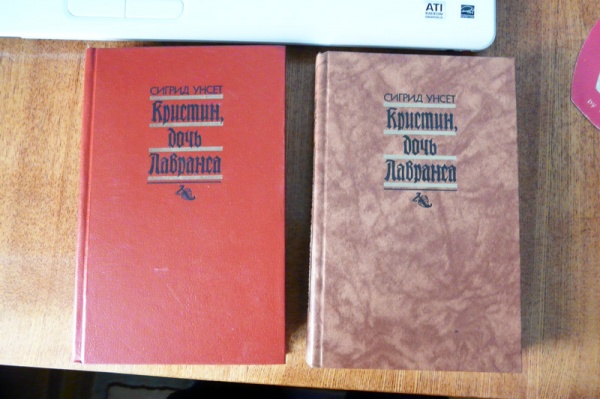 ATI
СИГРИД УНСЕТ
Кристин,
дочь
Лавранса
СИГРИД УНСЕТ
Кристин,
дочь
Лавранса